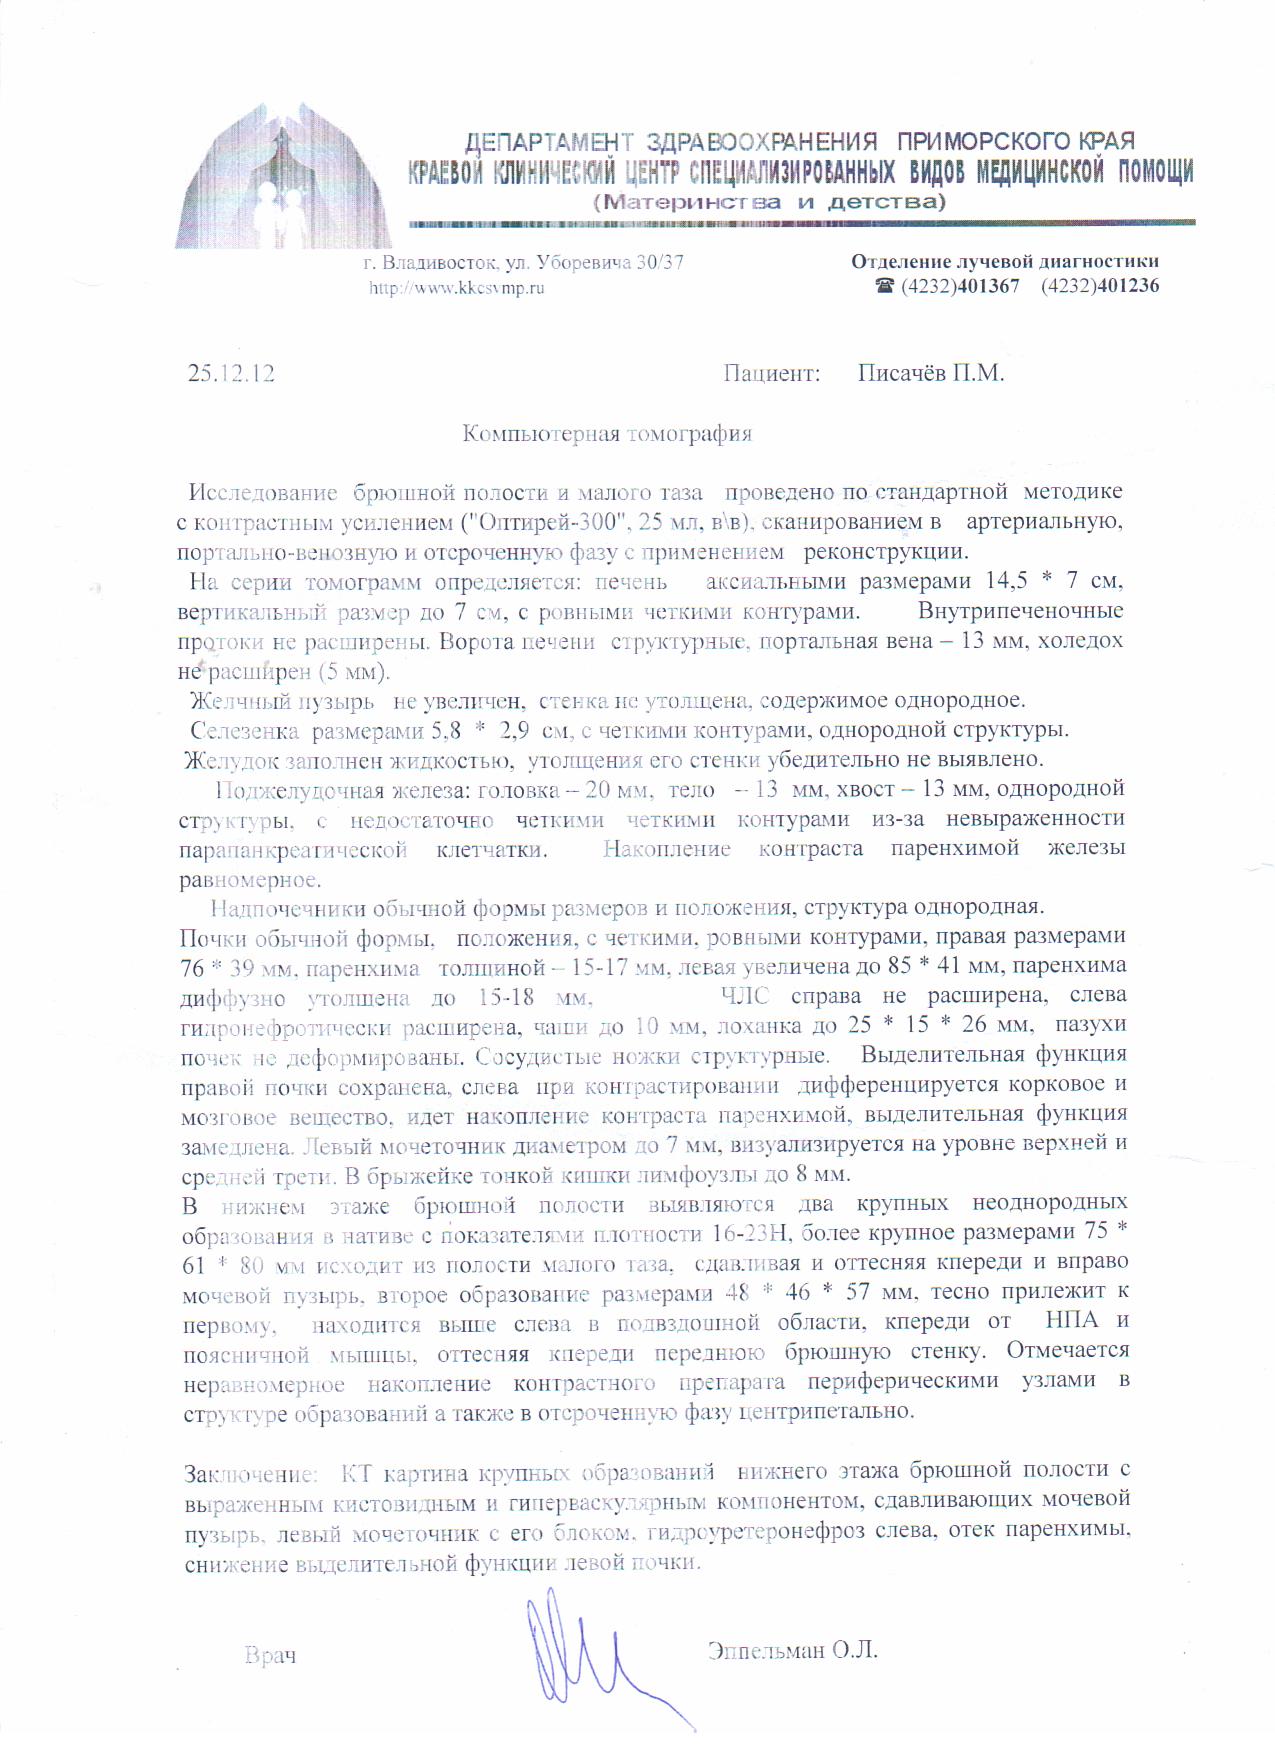 ДЕПАРТАМЕНТ ЗДРАВООХРАНЕНИЯ ПРИМОРСКОГО КРАЯ
КРАЕВОЙ КЛИНИЧЕСКИЙ ЦЕНТР СПЕЦИАЛИЗИРОВАННЫХ ВИДОВ МЕДИЦИНСКОЙ ПОМОЩИ
(Материнства и детства)
г. Владивосток, ул. Уборевича 30/37 Отделение лучевой диагностики
http://www.kkcsvmp.ru ☎ (4232)401367 (4232)401236
25.12.12 Пациент: Писачёв П.М.
Компьютерная томография
Исследование брюшной полости и малого таза проведено по стандартной методике
с контрастным усилением ("Оптирей-300", 25 мл, в\в), сканированием в артериальную,
портально-венозную и отсроченную фазу с применением реконструкции.
На серии томограмм определяется: печень аксиальными размерами 14,5 * 7 см,
вертикальный размер до 7 см, с ровными четкими контурами. Внутрипеченочные
протоки не расширены. Ворота печени структурные, портальная вена – 13 мм, холедох
не расширен (5 мм).
Желчный пузырь не увеличен, стенка не утолщена, содержимое однородное.
Селезенка размерами 5,8 * 2,9 см, с четкими контурами, однородной структуры.
Желудок заполнен жидкостью, утолщения его стенки убедительно не выявлено.
Поджелудочная железа: головка – 20 мм, тело – 13 мм, хвост – 13 мм, однородной
структуры, с недостаточно четкими четкими контурами из-за невыраженности
парапанкреатической клетчатки. Накопление контраста паренхимой железы
равномерное.
Надпочечники обычной формы размеров и положения, структура однородная.
Почки обычной формы, положения, с четкими, ровными контурами, правая размерами
76 * 39 мм, паренхима толщиной – 15-17 мм, левая увеличена до 85 * 41 мм, паренхима
диффузно утолшена до 15-18 мм. ЧЛС справа не расширена, слева
гидронефротически расширена, чаши до 10 мм, лоханка до 25 * 15 * 26 мм, пазухи
почек не деформированы. Сосудистые ножки структурные. Выделительная функция
правой почки сохранена, слева при контрастировании дифференцируется корковое и
мозговое вещество, идет накопление контраста паренхимой, выделительная функция
замедлена. Левый мочеточник диаметром до 7 мм, визуализируется на уровне верхней и
средней трети. В брыжейке тонкой кишки лимфоузлы до 8 мм.
В нижнем этаже брюшной полости выявляются два крупных неоднородных
образования в нативе с показателями плотности 16-23Н, более крупное размерами 75 *
61 * 80 мм исходит из полости малого таза, сдавливая и оттесняя кпереди и вправо
мочевой пузырь, второе образование размерами 48 * 46 * 57 мм, тесно прилежит к
первому, находится выше слева в подвздошной области, кпереди от НПА и
поясничной мышцы, оттесняя кпереди переднюю брюшную стенку. Отмечается
неравномерное накопление контрастного препарата периферическими узлами в
структуре образований а также в отсроченную фазу центрипетально.
Заключение: КТ картина крупных образований нижнего этажа брюшной полости с
выраженным кистовидным и гиперваскулярным компонентом, сдавливающих мочевой
пузырь, левый мочеточник с его блоком, гидроуретеронефроз слева, отек паренхимы,
снижение выделительной функции левой почки.
Врач Эппельман О.Л.